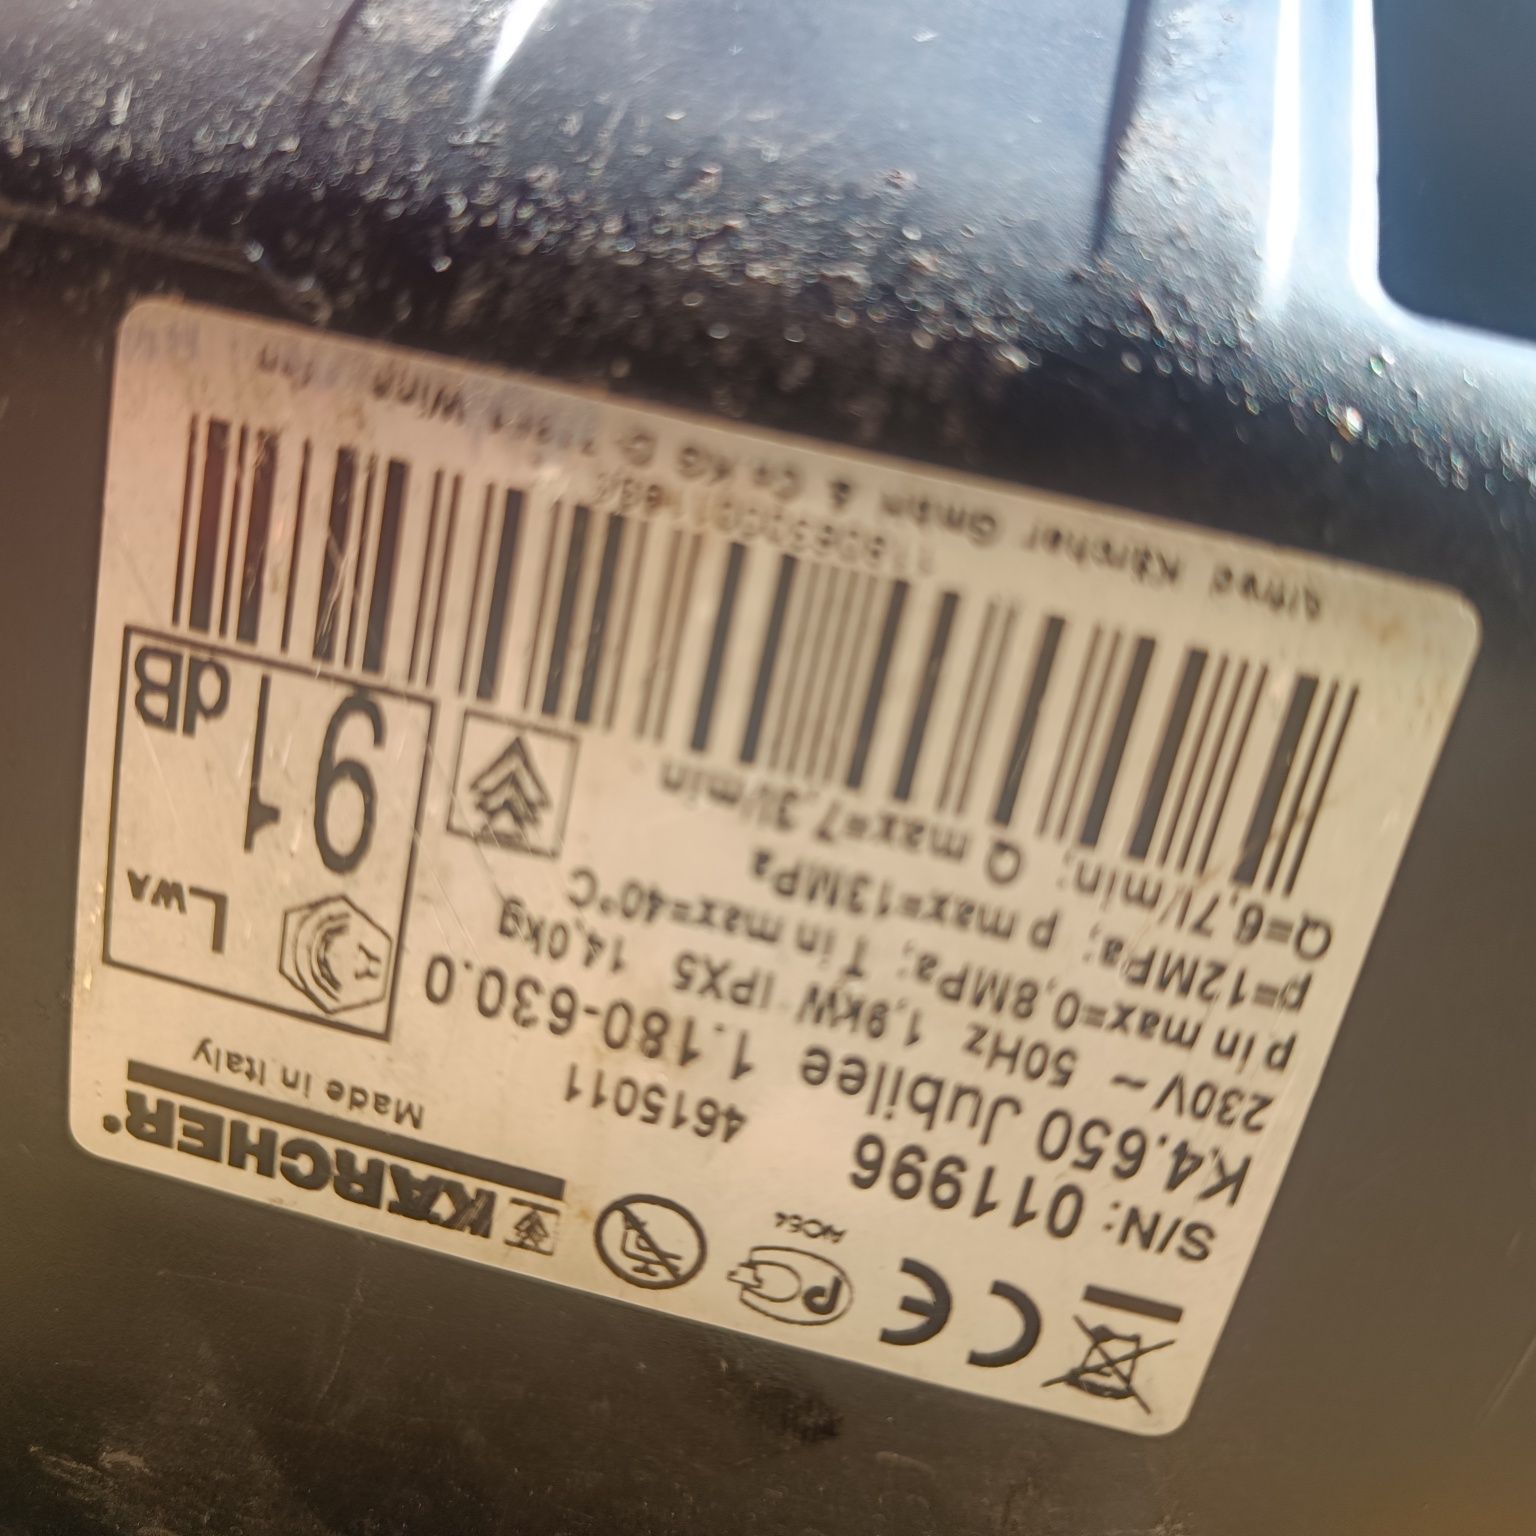 KÄRCHER
Made in Italy
AЮ64
S/N: 011996
4615011
K4.650 Jubilee 1.180-630.0
230V ~ 50Hz 1,9kW IPX5 14,0kg
p in max=0,8MPa; T in max=40°C
p=12MPa; p max=13MPa
Q=6,7l/min; Q max=7,3l/min
LWA
91 dB
Alfred Kärcher GmbH & Co KG